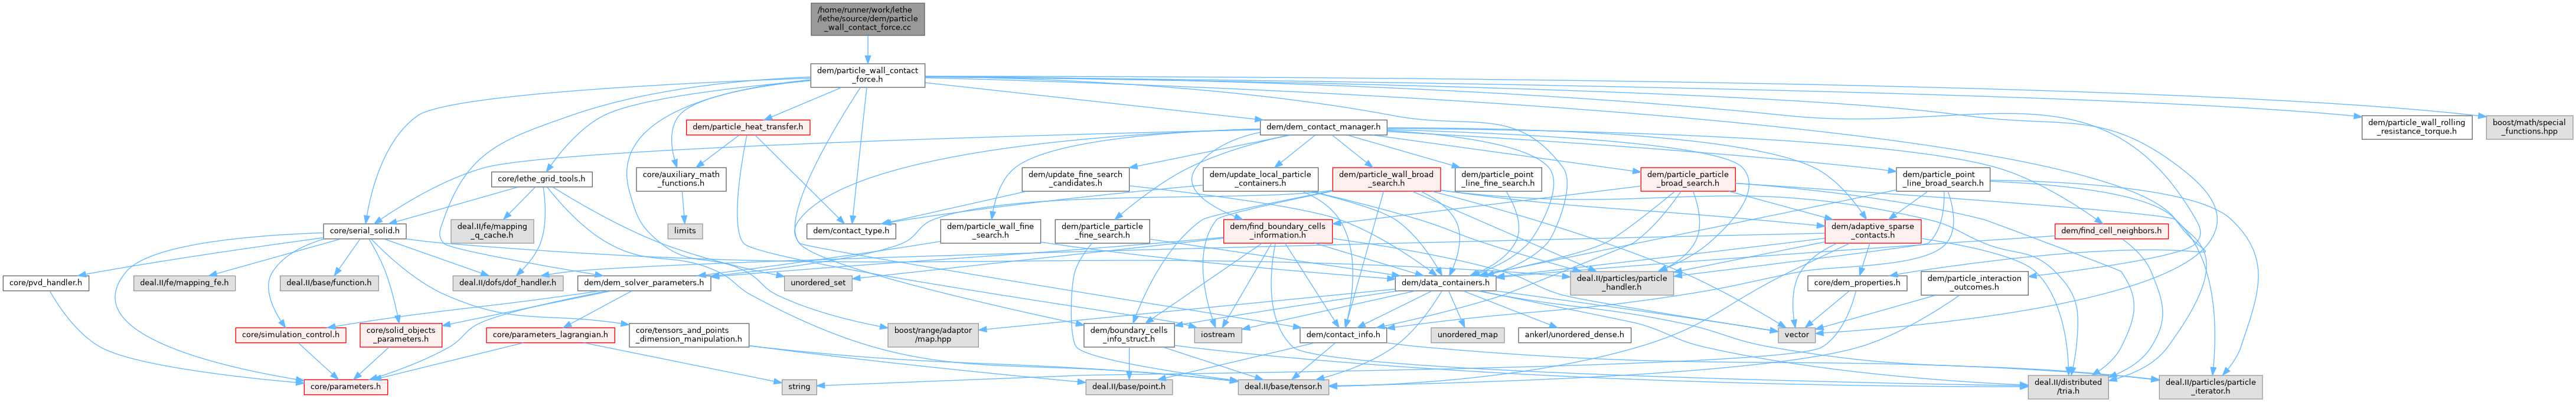 /home/runner/work/lethe
/lethe/source/dem/particle
_wall_contact_force.cc
dem/particle_wall_contact
_force.h
dem/particle_heat_transfer.h
dem/dem_contact_manager.h
dem/particle_wall_rolling
_resistance_torque.h
boost/math/special
_functions.hpp
core/lethe_grid_tools.h
core/auxiliary_math
_functions.h
dem/update_fine_search
_candidates.h
dem/update_local_particle
_containers.h
dem/particle_wall_broad
_search.h
dem/particle_point
_line_fine_search.h
dem/particle_particle
_broad_search.h
dem/particle_point
_line_broad_search.h
deal.II/fe/mapping
_q_cache.h
core/serial_solid.h
limits
dem/contact_type.h
dem/particle_wall_fine
_search.h
dem/particle_particle
_fine_search.h
dem/find_boundary_cells
_information.h
dem/adaptive_sparse
_contacts.h
dem/find_cell_neighbors.h
core/pvd_handler.h
deal.II/fe/mapping_fe.h
deal.II/base/function.h
deal.II/dofs/dof_handler.h
dem/dem_solver_parameters.h
unordered_set
dem/data_containers.h
deal.II/particles/particle
_handler.h
core/dem_properties.h
dem/particle_interaction
_outcomes.h
core/simulation_control.h
core/solid_objects
_parameters.h
core/parameters_lagrangian.h
core/tensors_and_points
_dimension_manipulation.h
boost/range/adaptor
/map.hpp
dem/boundary_cells
_info_struct.h
iostream
dem/contact_info.h
unordered_map
ankerl/unordered_dense.h
vector
core/parameters.h
string
deal.II/base/point.h
deal.II/base/tensor.h
deal.II/distributed
/tria.h
deal.II/particles/particle
_iterator.h